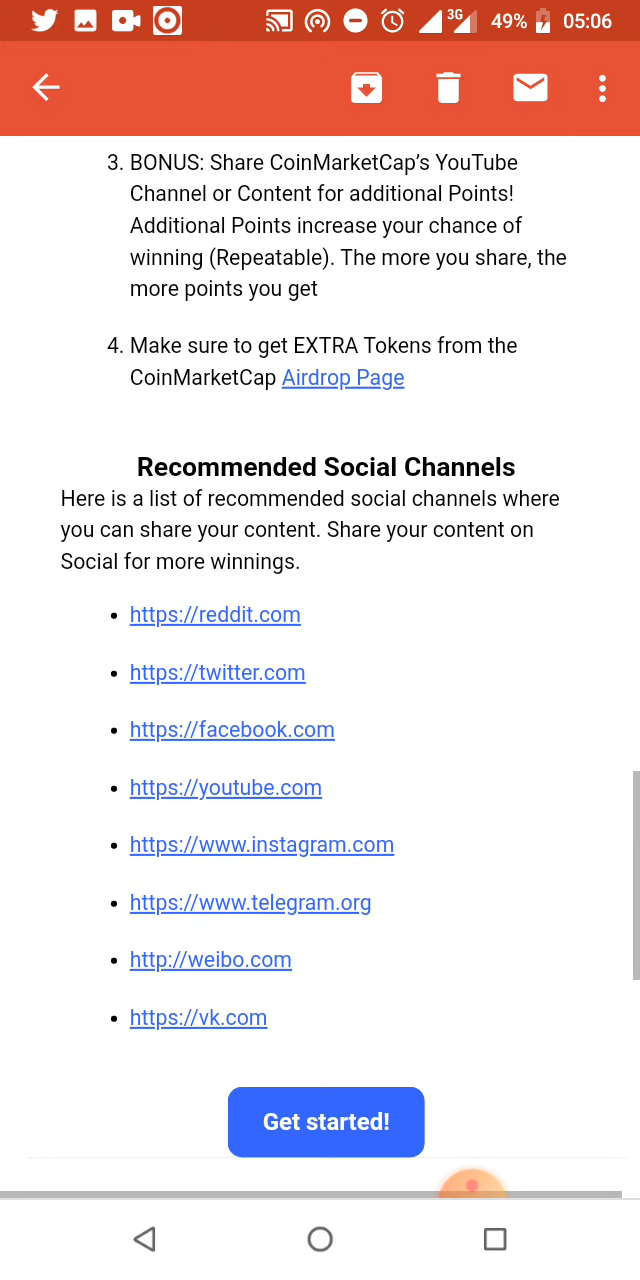 3G 49% 05:06
3. BONUS: Share CoinMarketCap’s YouTube
Channel or Content for additional Points!
Additional Points increase your chance of
winning (Repeatable). The more you share, the
more points you get
4. Make sure to get EXTRA Tokens from the
CoinMarketCap Airdrop Page
Recommended Social Channels
Here is a list of recommended social channels where
you can share your content. Share your content on
Social for more winnings.
• https://reddit.com
• https://twitter.com
• https://facebook.com
• https://youtube.com
• https://www.instagram.com
• https://www.telegram.org
• http://weibo.com
• https://vk.com
Get started!